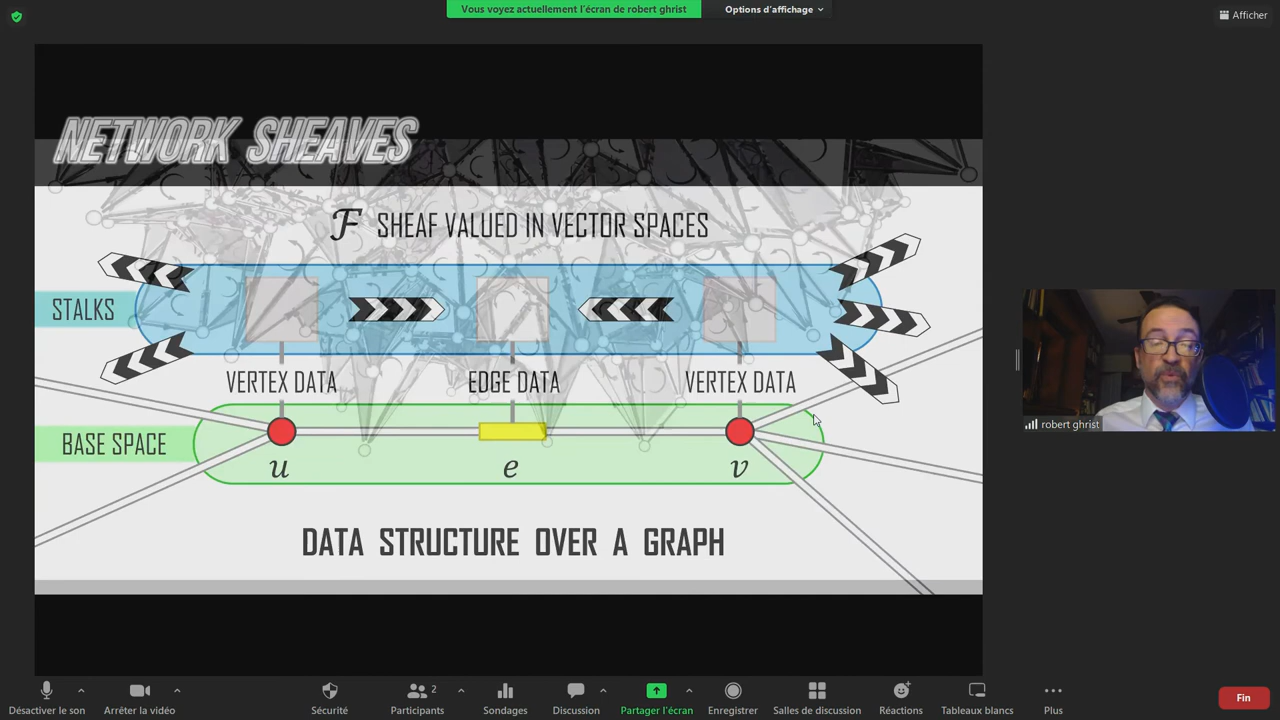 Vous voyez actuellement l'écran de robert ghrist
Options d'affichage
Afficher
NETWORK SHEAVES
ℱ SHEAF VALUED IN VECTOR SPACES
STALKS
VERTEX DATA EDGE DATA VERTEX DATA
BASE SPACE
u e v
DATA STRUCTURE OVER A GRAPH
robert ghrist
2
Désactiver le son Arrêter la vidéo Sécurité Participants Sondages Discussion Partager l'écran Enregistrer Salles de discussion Réactions Tableaux blancs Plus
Fin